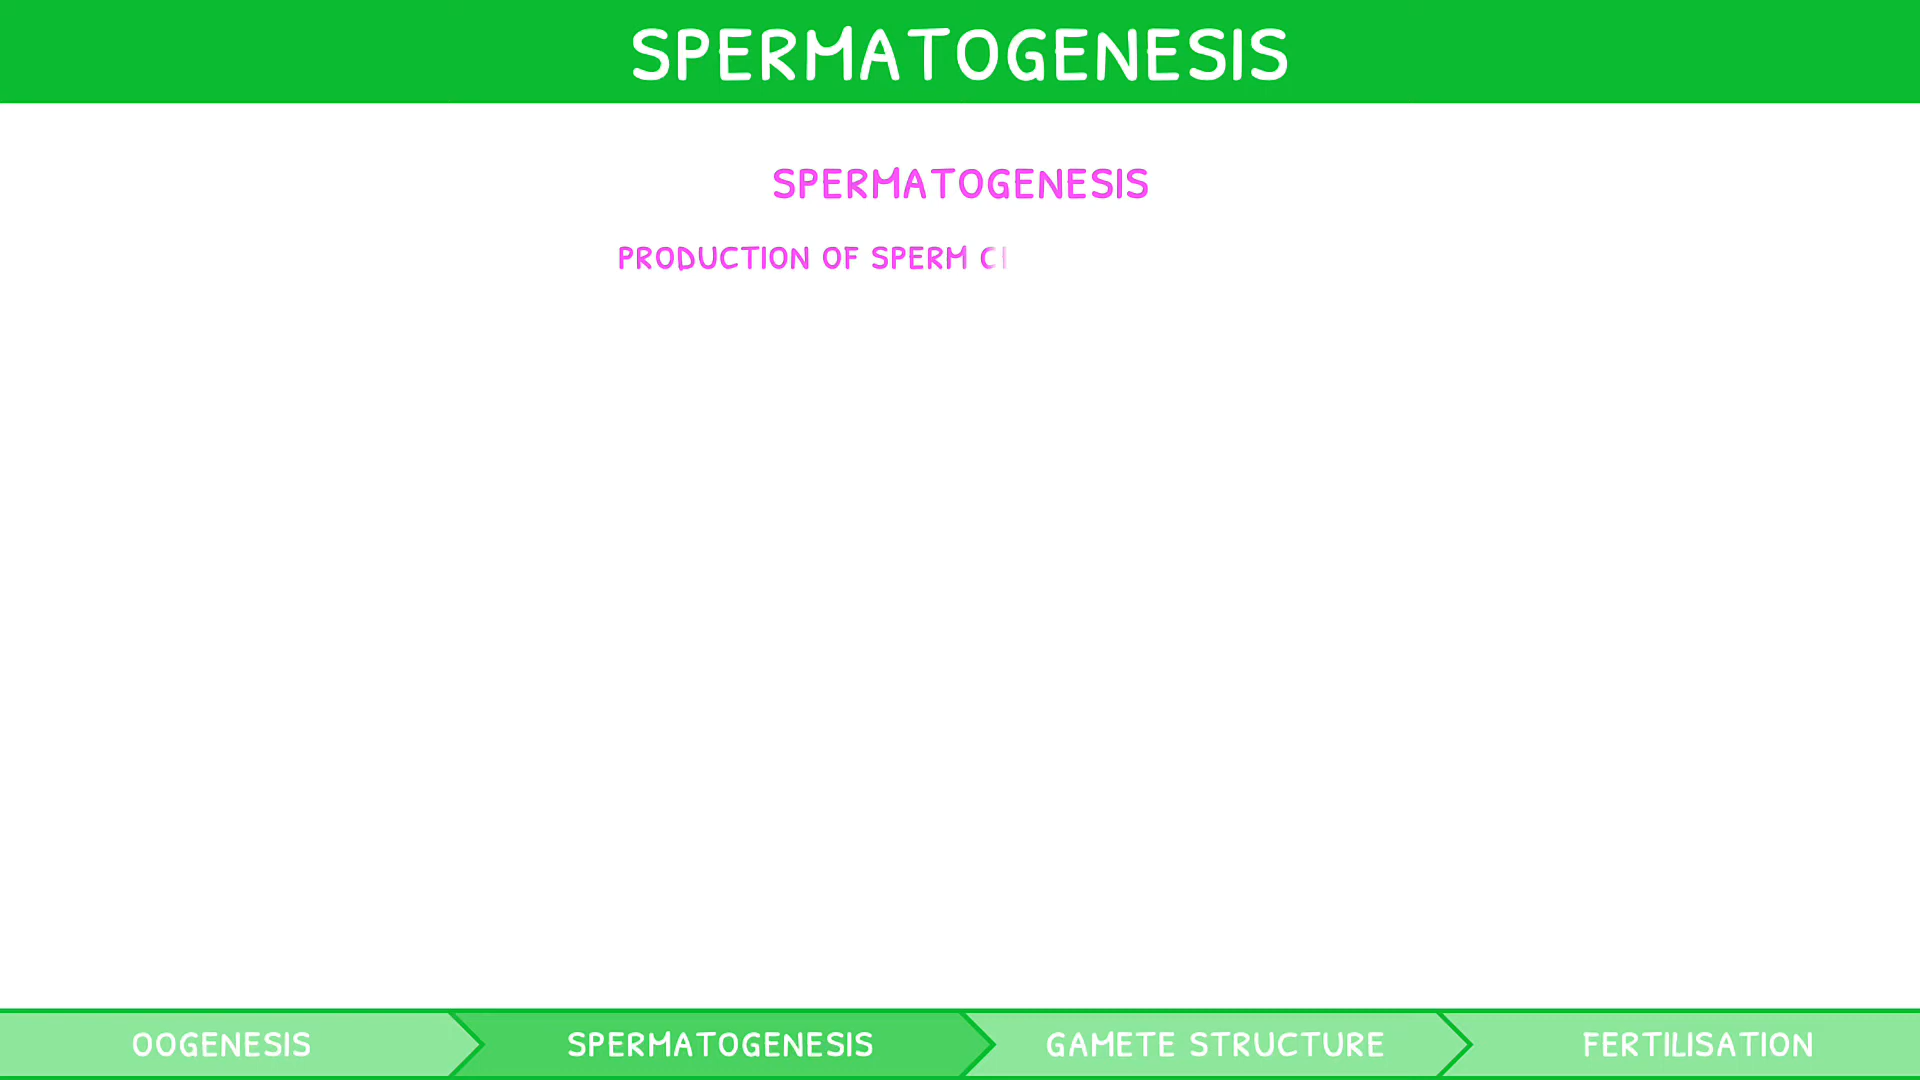 SPERMATOGENESIS
SPERMATOGENESIS
PRODUCTION OF SPERM
OOGENESIS
SPERMATOGENESIS
GAMETE STRUCTURE
FERTILISATION